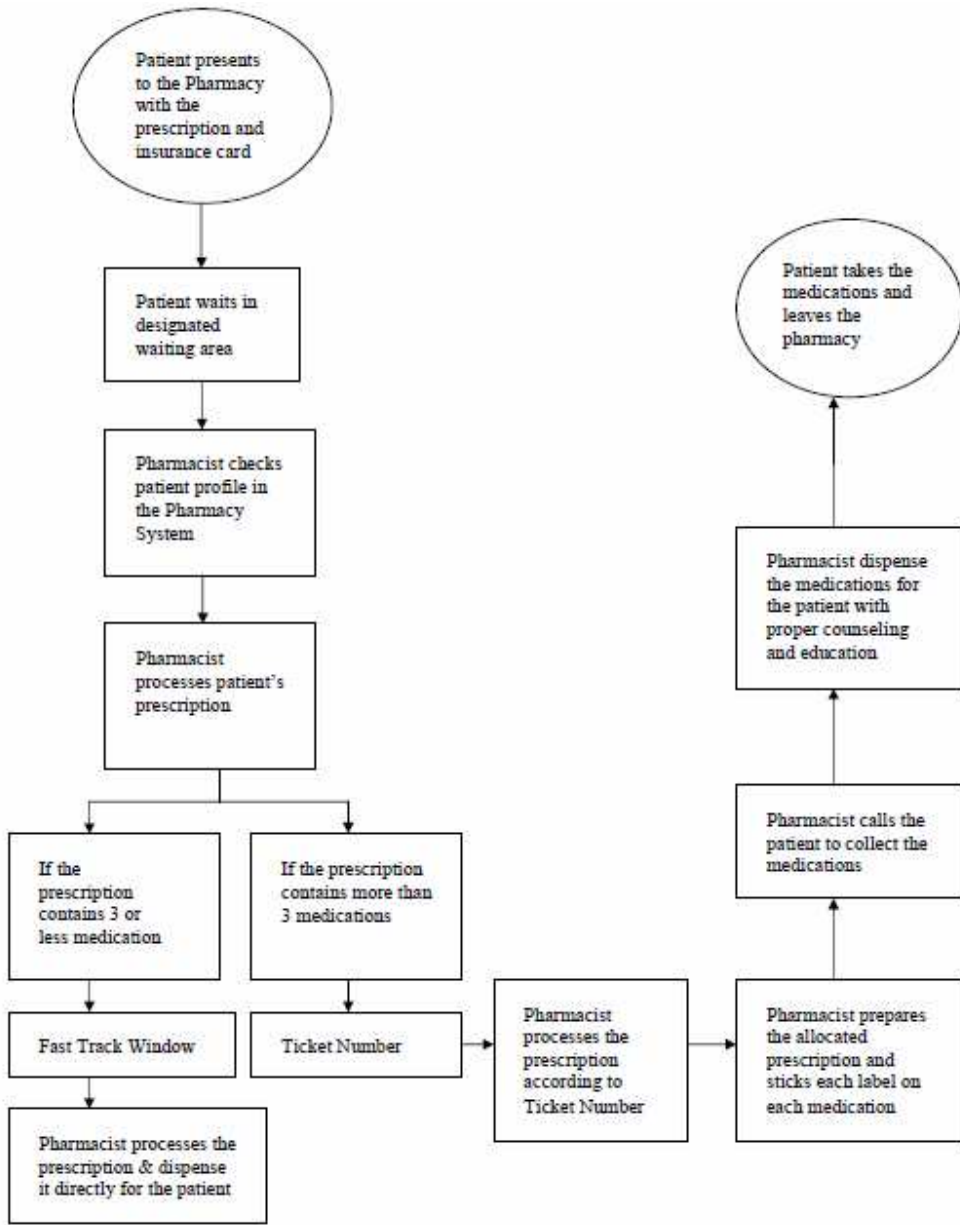 Patient presents
to the Pharmacy
with the
prescription and
insurance card
Patient waits in
designated
waiting area
Pharmacist checks
patient profile in
the Pharmacy
System
Pharmacist
processes patient's
prescription
If the
prescription
contains 3 or
less medication
If the prescription
contains more than
3 medications
Fast Track Window
Ticket Number
Pharmacist processes the
prescription & dispense
it directly for the patient
Pharmacist
processes the
prescription
according to
Ticket Number
Pharmacist prepares
the allocated
prescription and
sticks each label on
each medication
Pharmacist calls the
patient to collect the
medications
Pharmacist dispense
the medications for
the patient with
proper counseling
and education
Patient takes the
medications and
leaves the
pharmacy